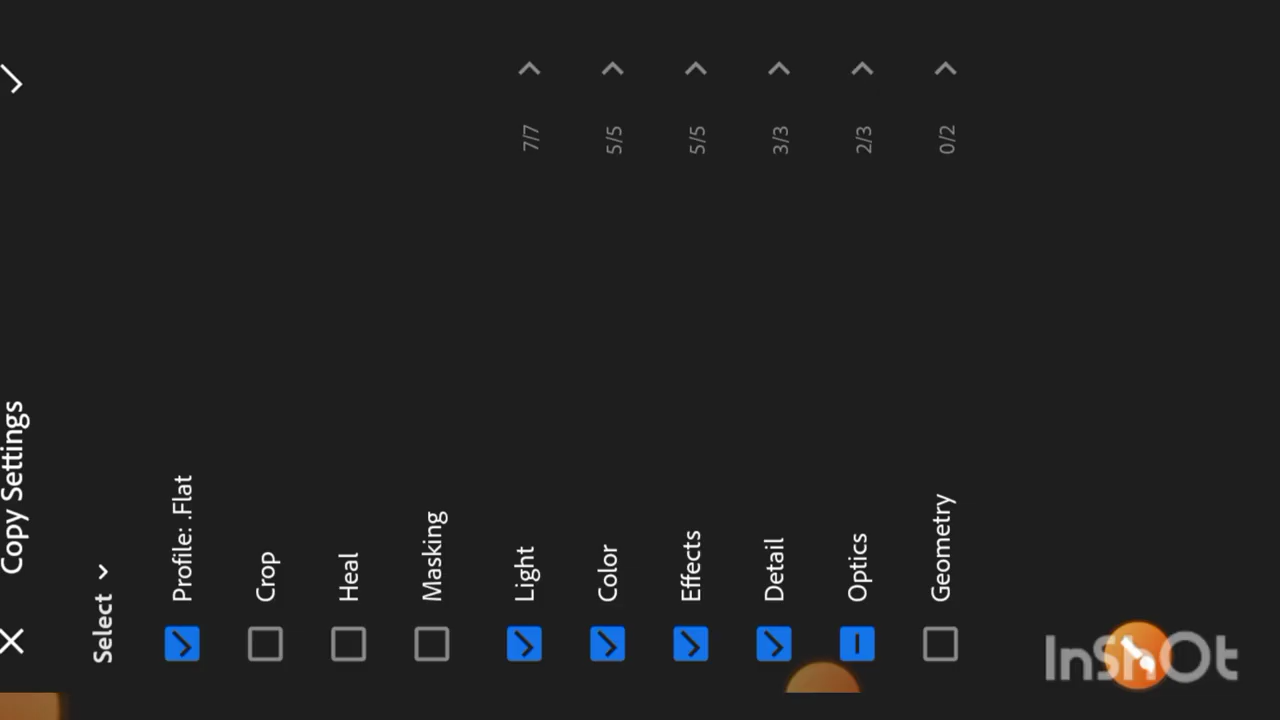 Copy Settings
Select
Profile: .Flat
Crop
Heal
Masking
Light 7/7
Color 5/5
Effects 5/5
Detail 3/3
Optics 2/3
Geometry 0/2
InShOt